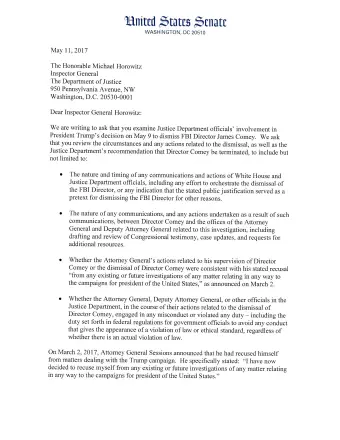 United States Senate
WASHINGTON, DC 20510
May 11, 2017
The Honorable Michael Horowitz
Inspector General
The Department of Justice
950 Pennsylvania Avenue, NW
Washington, D.C. 20530-0001
Dear Inspector General Horowitz:
We are writing to ask that you examine Justice Department officials' involvement in
President Trump's decision on May 9 to dismiss FBI Director James Comey. We ask
that you review the circumstances and any actions related to the dismissal, as well as the
Justice Department's recommendation that Director Comey be terminated, to include but
not limited to:
• The nature and timing of any communications and actions of White House and
Justice Department officials, including any effort to orchestrate the dismissal of
the FBI Director, or any indication that the stated public justification served as a
pretext for dismissing the FBI Director for other reasons.
• The nature of any communications, and any actions undertaken as a result of such
communications, between Director Comey and the offices of the Attorney
General and Deputy Attorney General related to this investigation, including
drafting and review of Congressional testimony, case updates, and requests for
additional resources.
• Whether the Attorney General's actions related to his supervision of Director
Comey or the dismissal of Director Comey were consistent with his stated recusal
"from any existing or future investigations of any matter relating in any way to
the campaigns for president of the United States," as announced on March 2.
• Whether the Attorney General, Deputy Attorney General, or other officials in the
Justice Department, in the course of their actions related to the dismissal of
Director Comey, engaged in any misconduct or violated any duty – including the
duty set forth in federal regulations for government officials to avoid any conduct
that gives the appearance of a violation of law or ethical standard, regardless of
whether there is an actual violation of law.
On March 2, 2017, Attorney General Sessions announced that he had recused himself
from matters dealing with the Trump campaign. He specifically stated: "I have now
decided to recuse myself from any existing or future investigations of any matter relating
in any way to the campaigns for president of the United States."